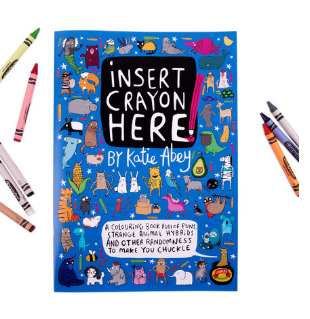 iNSERT
CRAYON
HERE!
BY Katie Abey
A COLOURING BOOK FULL OF PUNS,
STRANGE ANIMAL HYBRIDS
AND OTHER RANDOMNESS
TO MAKE YOU CHUCKLE